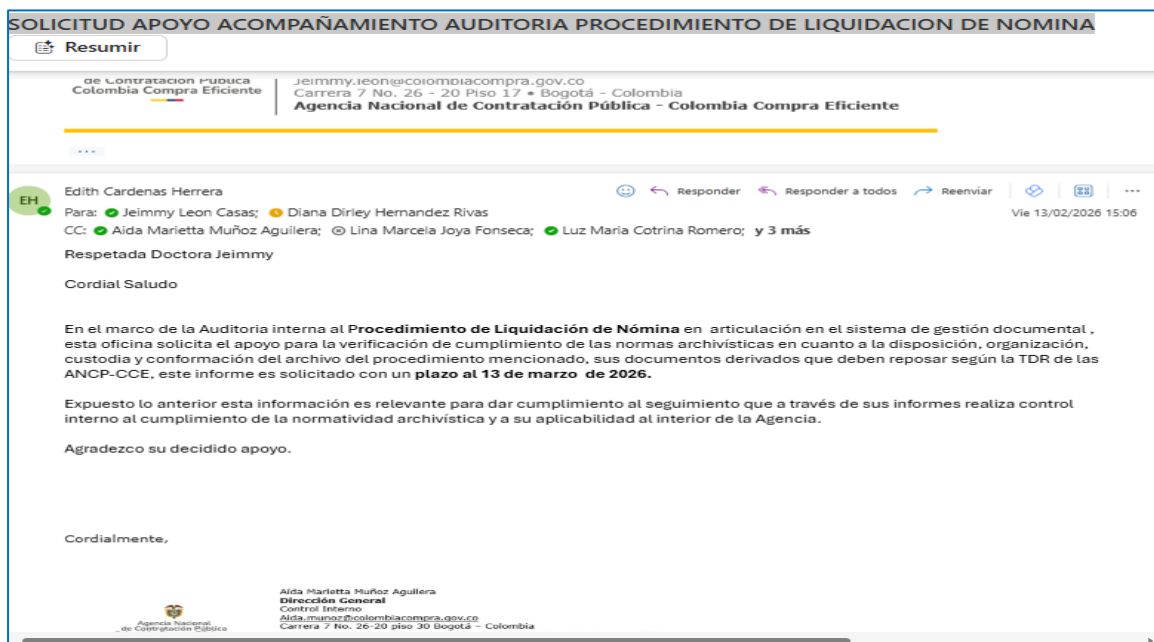 SOLICITUD APOYO ACOMPAÑAMIENTO AUDITORIA PROCEDIMIENTO DE LIQUIDACION DE NOMINA
Resumir
de Contratación Pública
Colombia Compra Eficiente
Jeimmy.leon@colombiacompra.gov.co
Carrera 7 No. 26 - 20 Piso 17 • Bogotá - Colombia
Agencia Nacional de Contratación Pública - Colombia Compra Eficiente
...
EH
Edith Cardenas Herrera
Responder
Responder a todos
Reenviar
...
Para: Jeimmy Leon Casas; Diana Dirley Hernandez Rivas
Vie 13/02/2026 15:06
CC: Aida Marietta Muñoz Aguilera; Lina Marcela Joya Fonseca; Luz Maria Cotrina Romero; y 3 más
Respetada Doctora Jeimmy
Cordial Saludo
En el marco de la Auditoria interna al Procedimiento de Liquidación de Nómina en articulación en el sistema de gestión documental ,
esta oficina solicita el apoyo para la verificación de cumplimiento de las normas archivísticas en cuanto a la disposición, organización,
custodia y conformación del archivo del procedimiento mencionado, sus documentos derivados que deben reposar según la TDR de las
ANCP-CCE, este informe es solicitado con un plazo al 13 de marzo de 2026.
Expuesto lo anterior esta información es relevante para dar cumplimiento al seguimiento que a través de sus informes realiza control
interno al cumplimiento de la normatividad archivística y a su aplicabilidad al interior de la Agencia.
Agradezco su decidido apoyo.
Cordialmente,
Agencia Nacional
de Contratación Pública
Aída Marietta Muñoz Aguilera
Dirección General
Control Interno
Aida.munoz@colombiacompra.gov.co
Carrera 7 No. 26-20 piso 30 Bogotá – Colombia